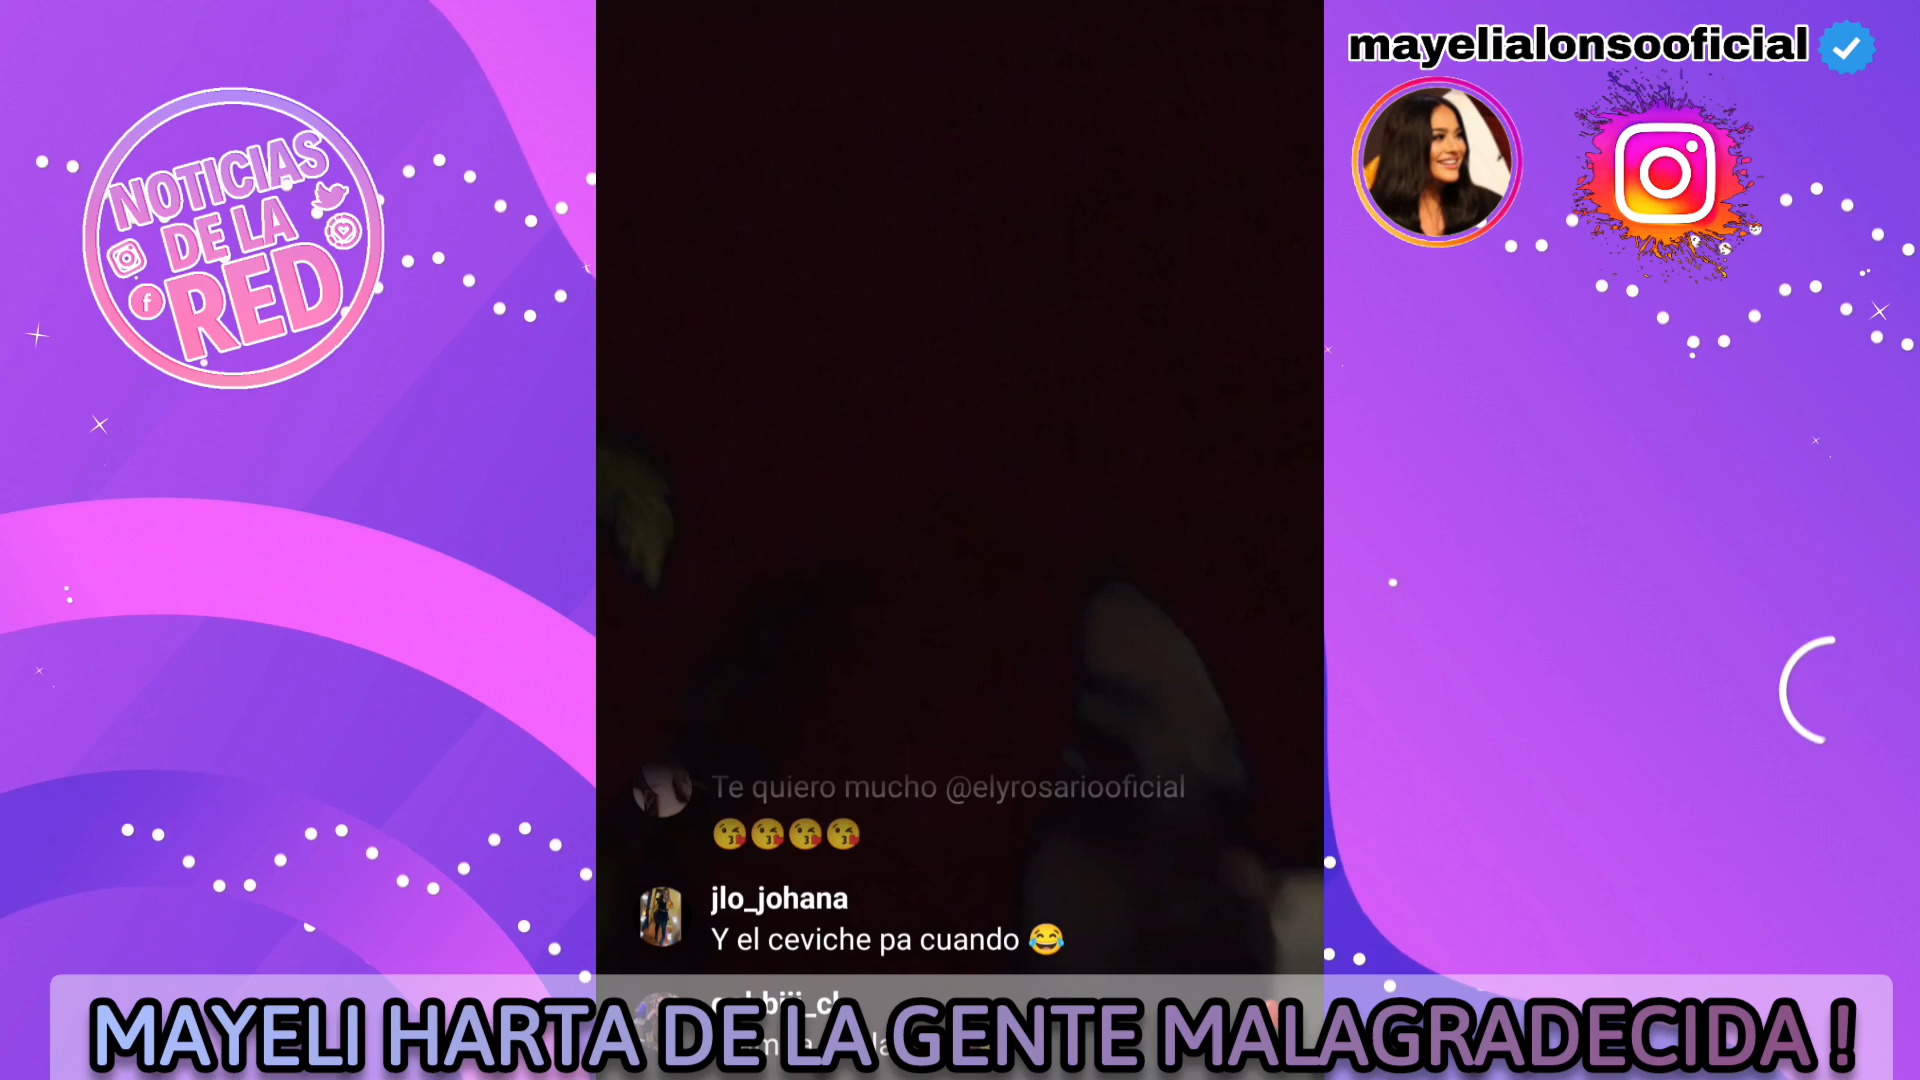 mayelialonsooficial
NOTICIAS
DE LA
RED
Te quiero mucho @elyrosariooficial
😘😘😘😘
jlo_johana
Y el ceviche pa cuando 😂
MAYELI HARTA DE LA GENTE MALAGRADECIDA !